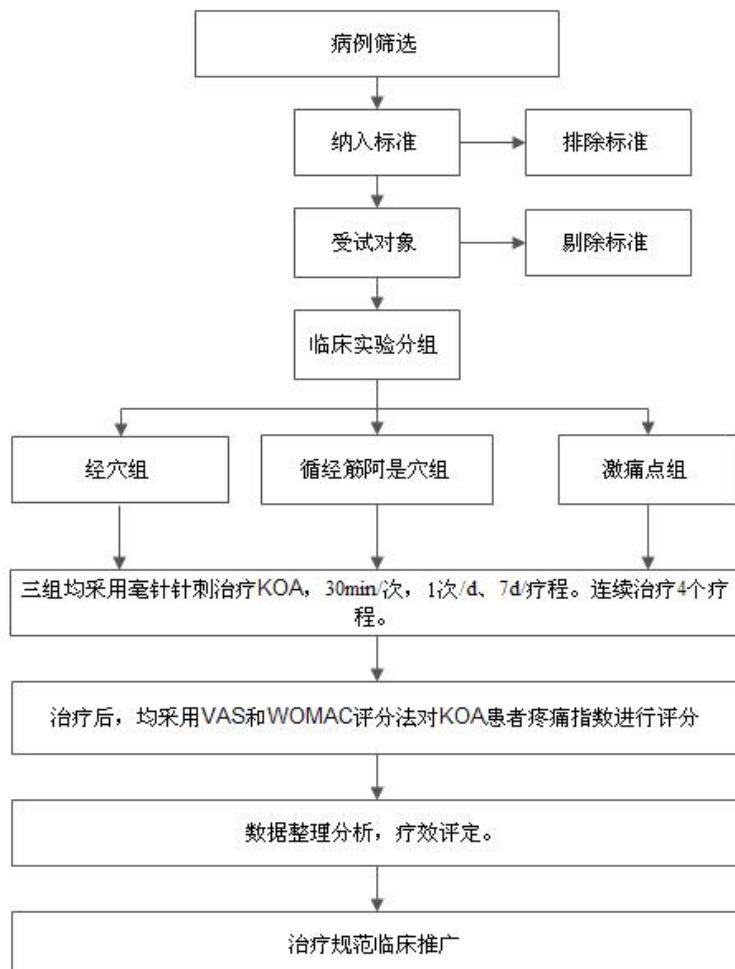 病例筛选
纳入标准
排除标准
受试对象
剔除标准
临床实验分组
经穴组
循经筋阿是穴组
激痛点组
三组均采用毫针针刺治疗KOA，30min/次，1次/d、7d/疗程。连续治疗4个疗
程。
治疗后，均采用VAS和WOMAC评分法对KOA患者疼痛指数进行评分
数据整理分析，疗效评定。
治疗规范临床推广